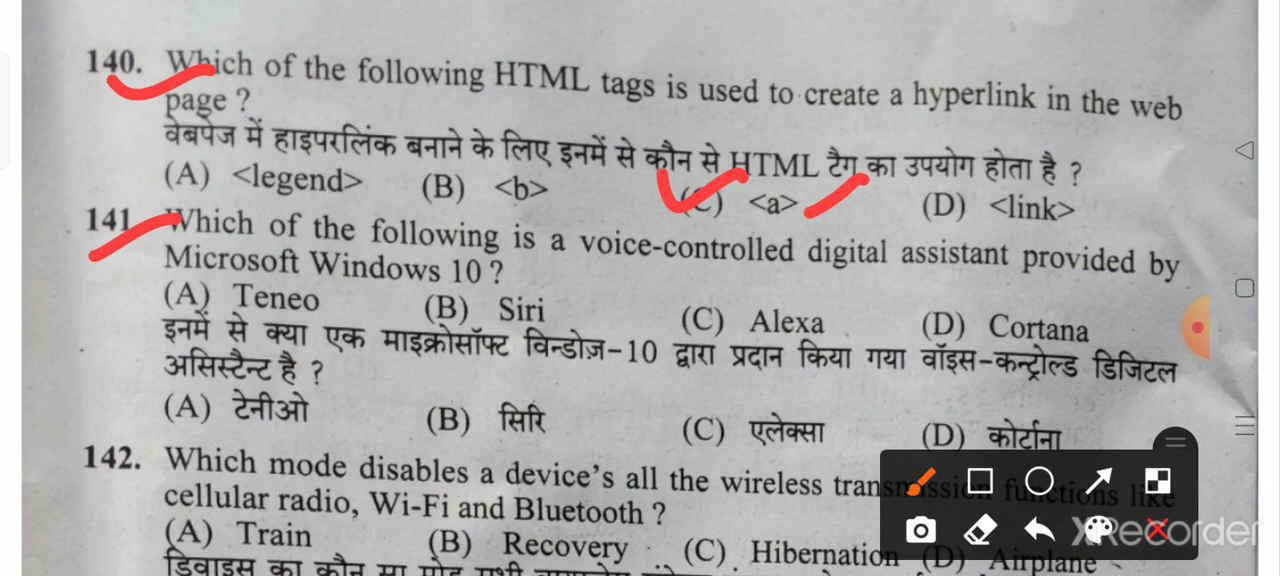 140. Which of the following HTML tags is used to create a hyperlink in the web
page ?
वेबपेज में हाइपरलिंक बनाने के लिए इनमें से कौन से HTML टैग का उपयोग होता है ?
(A) <legend> (B) <b> (C) <a> (D) <link>
141. Which of the following is a voice-controlled digital assistant provided by
Microsoft Windows 10 ?
(A) Teneo (B) Siri (C) Alexa (D) Cortana
इनमें से क्या एक माइक्रोसॉफ्ट विन्डोज़-10 द्वारा प्रदान किया गया वॉइस-कन्ट्रोल्ड डिजिटल
असिस्टैन्ट है ?
(A) टेनीओ (B) सिरि (C) एलेक्सा (D) कोर्टाना
142. Which mode disables a device's all the wireless transmission functions like
cellular radio, Wi-Fi and Bluetooth ?
(A) Train (B) Recovery (C) Hibernation (D) Airplane
XRecorder
डिवाइस का कौन सा मोड सभी